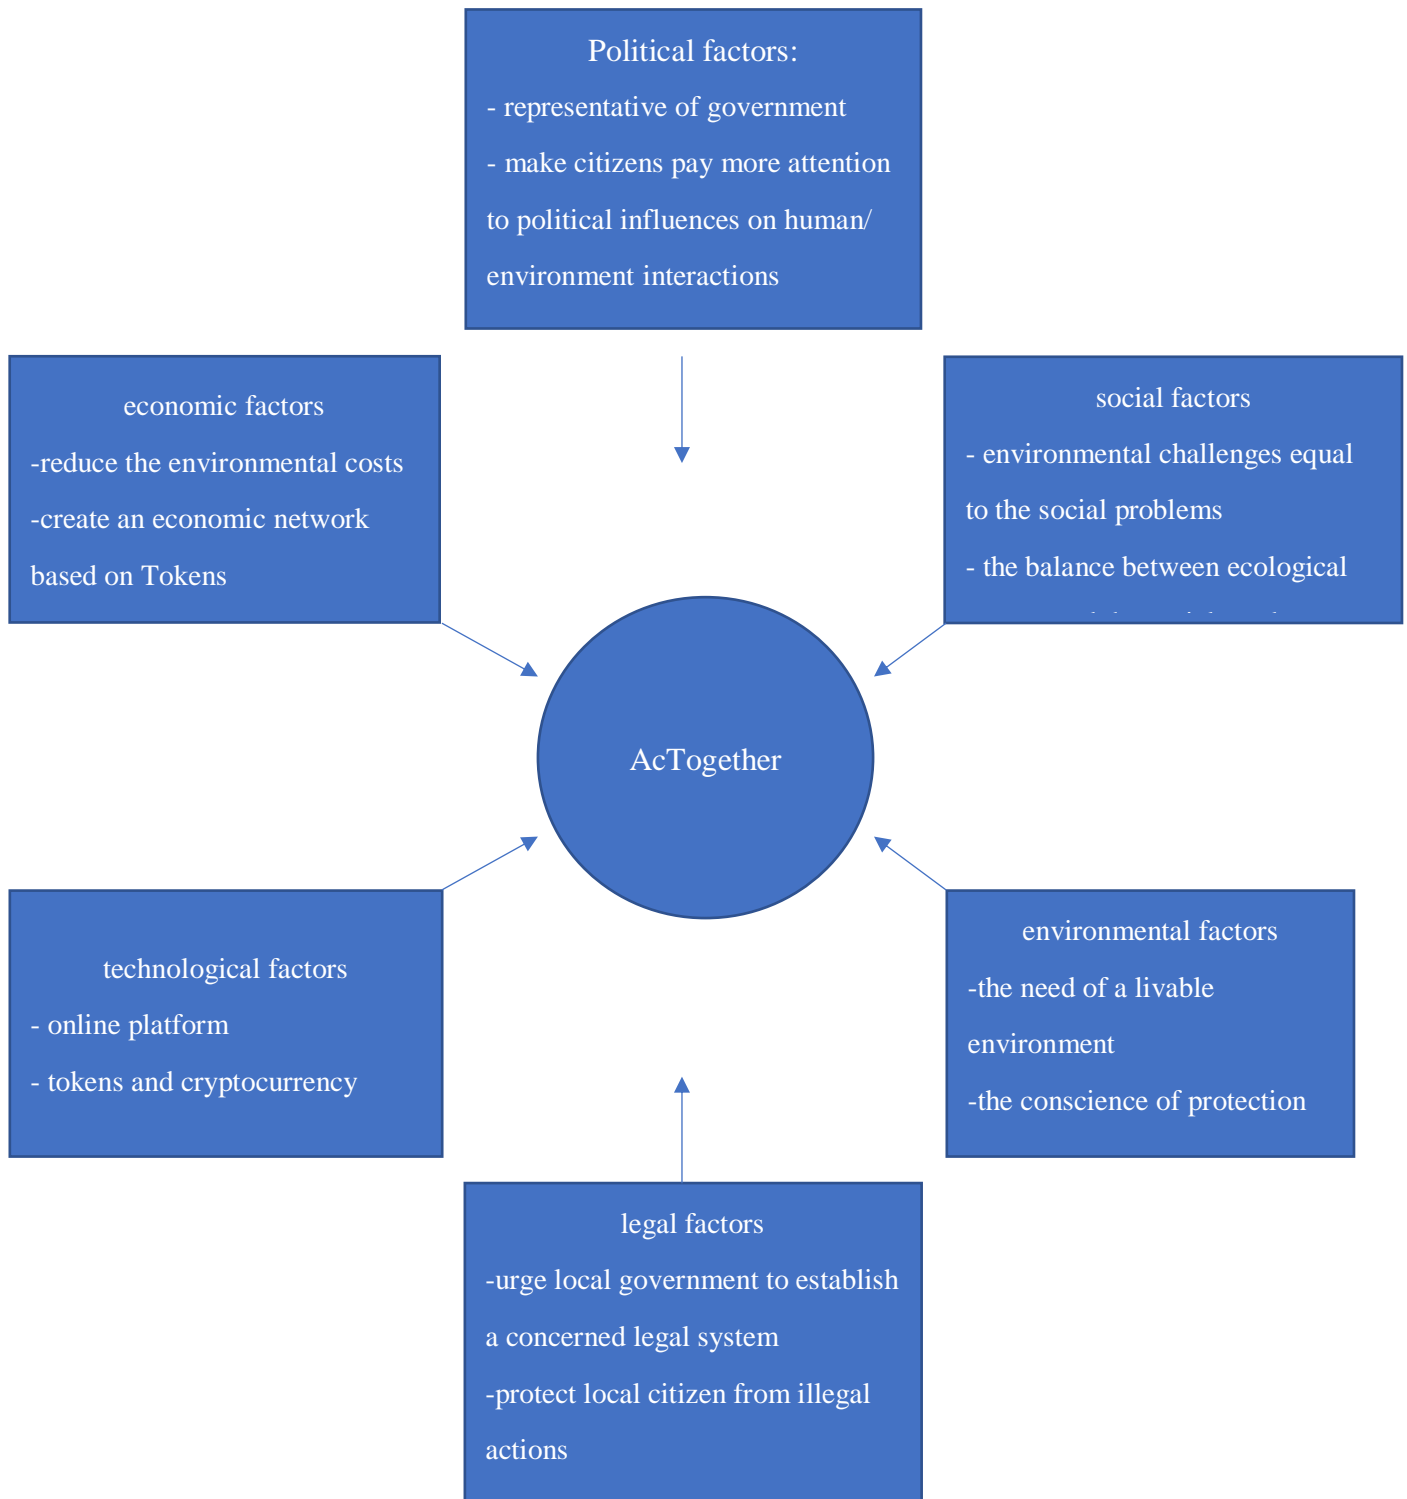 Political factors:
- representative of government
- make citizens pay more attention
to political influences on human/
environment interactions
economic factors
-reduce the environmental costs
-create an economic network
based on Tokens
social factors
- environmental challenges equal
to the social problems
- the balance between ecological
AcTogether
technological factors
- online platform
- tokens and cryptocurrency
environmental factors
-the need of a livable
environment
-the conscience of protection
legal factors
-urge local government to establish
a concerned legal system
-protect local citizen from illegal
actions